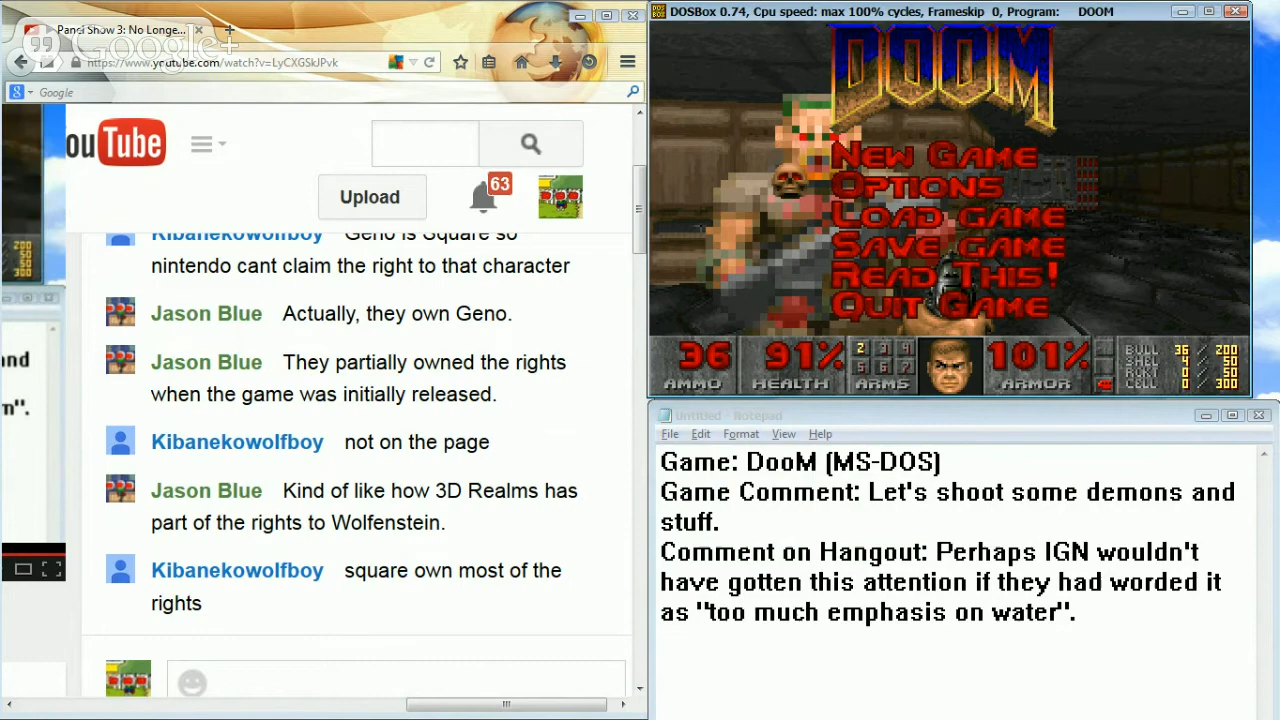 Panel Show 3: No Longe...
Google+
https://www.youtube.com/watch?v=LyCXGSkJPvk
Google
ouTube
Upload
63
Kibanekowolfboy Geno is Square so
nintendo cant claim the right to that character
Jason Blue Actually, they own Geno.
Jason Blue They partially owned the rights
when the game was initially released.
Kibanekowolfboy not on the page
Jason Blue Kind of like how 3D Realms has
part of the rights to Wolfenstein.
Kibanekowolfboy square own most of the
rights
200
50
50
300
and
m".
DOSBox 0.74, Cpu speed: max 100% cycles, Frameskip 0, Program: DOOM
DOOM
New Game
Options
Load Game
Save Game
Read This!
Quit Game
36 91% 2 3 4 101%
5 6 7
AMMO HEALTH ARMS ARMOR
BULL 36 / 200
SHEL 4 / 50
RCKT 0 / 50
CELL 0 / 300
Untitled - Notepad
File Edit Format View Help
Game: DooM (MS-DOS)
Game Comment: Let's shoot some demons and
stuff.
Comment on Hangout: Perhaps IGN wouldn't
have gotten this attention if they had worded it
as "too much emphasis on water".